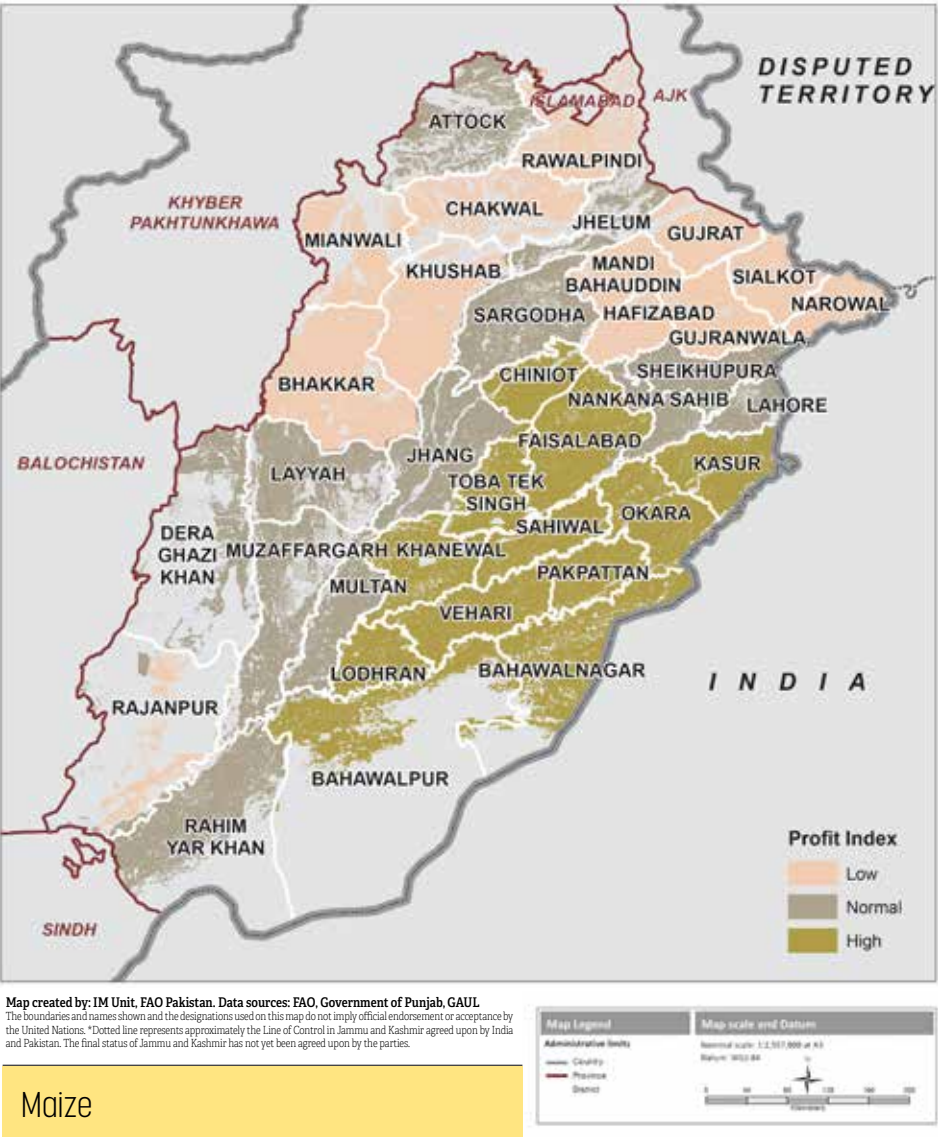 DISPUTED
TERRITORY
ISLAMABAD
AJK
ATTOCK
RAWALPINDI
KHYBER
PAKHTUNKHAWA
CHAKWAL
JHELUM
GUJRAT
MIANWALI
KHUSHAB
MANDI
BAHAUDDIN
SIALKOT
NAROWAL
SARGODHA
HAFIZABAD
GUJRANWALA
BHAKKAR
CHINIOT
SHEIKHUPURA
NANKANA SAHIB
LAHORE
FAISALABAD
BALOCHISTAN
LAYYAH
JHANG
KASUR
TOBA TEK
SINGH
SAHIWAL
OKARA
DERA
GHAZI
KHAN
MUZAFFARGARH
KHANEWAL
MULTAN
PAKPATTAN
VEHARI
LODHRAN
BAHAWALNAGAR
INDIA
RAJANPUR
BAHAWALPUR
RAHIM
YAR KHAN
SINDH
Profit Index
Low
Normal
High
Map created by: IM Unit, FAO Pakistan. Data sources: FAO, Government of Punjab, GAUL
The boundaries and names shown and the designations used on this map do not imply official endorsement or acceptance by
the United Nations. *Dotted line represents approximately the Line of Control in Jammu and Kashmir agreed upon by India
and Pakistan. The final status of Jammu and Kashmir has not yet been agreed upon by the parties.
Map Legend
Administrative limits
Country
Province
District
Map scale and Datum
Kilometers
Maize